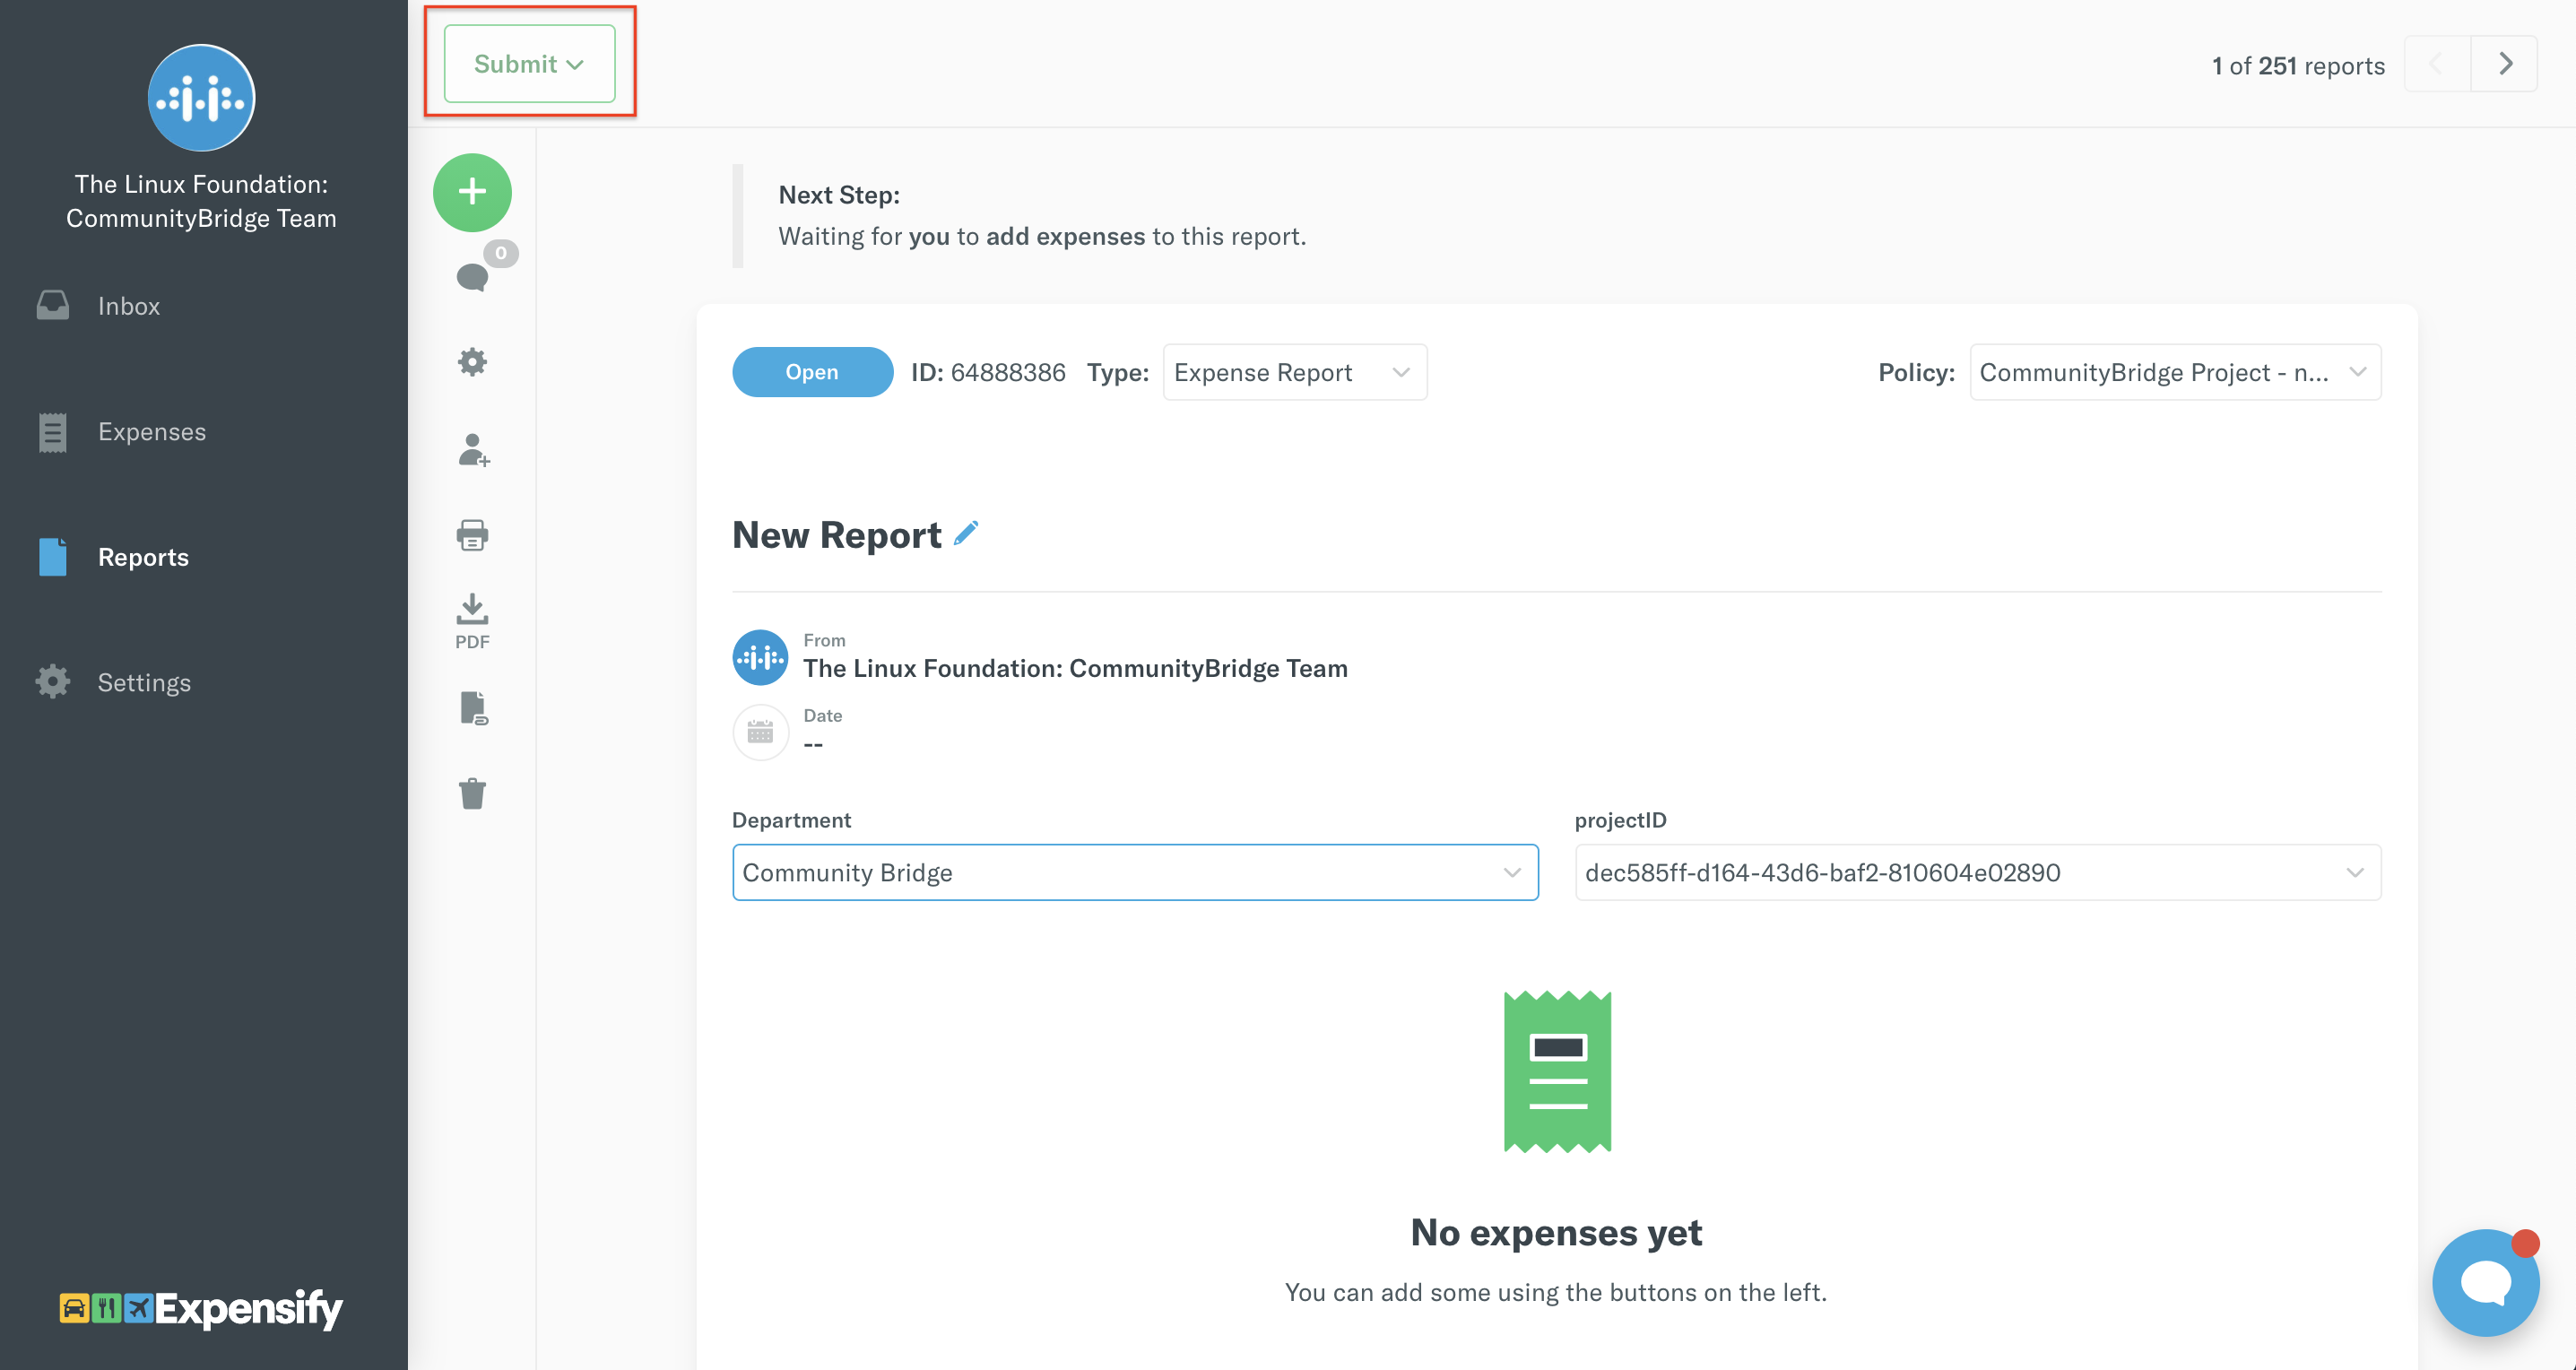 Submit
1 of 251 reports
The Linux Foundation:
CommunityBridge Team
Inbox
Expenses
Reports
Settings
Expensify
0
PDF
Next Step:
Waiting for you to add expenses to this report.
Open ID: 64888386 Type: Expense Report Policy: CommunityBridge Project - n...
New Report
From
The Linux Foundation: CommunityBridge Team
Date
--
Department projectID
Community Bridge dec585ff-d164-43d6-baf2-810604e02890
No expenses yet
You can add some using the buttons on the left.